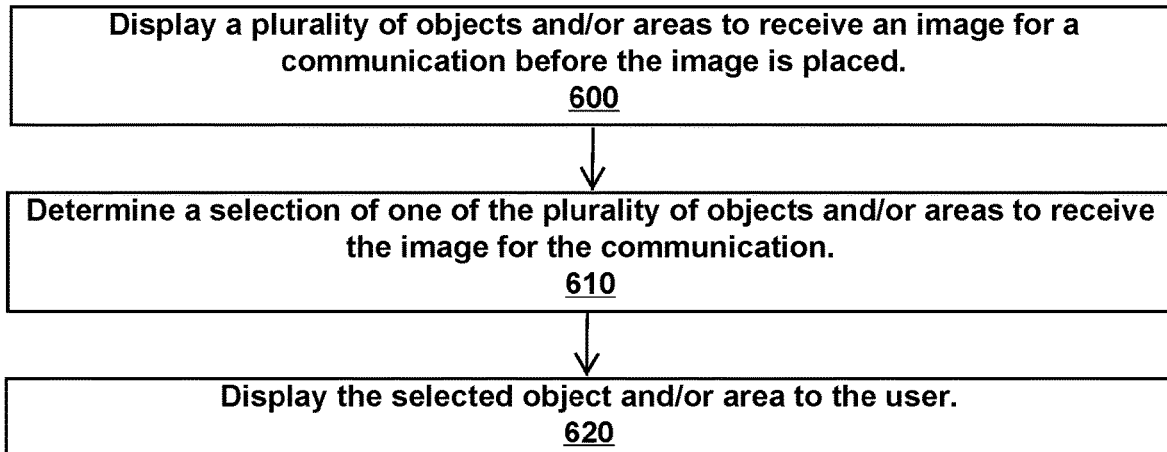 Display a plurality of objects and/or areas to receive an image for a
communication before the image is placed.
600
Determine a selection of one of the plurality of objects and/or areas to receive
the image for the communication.
610
Display the selected object and/or area to the user.
620